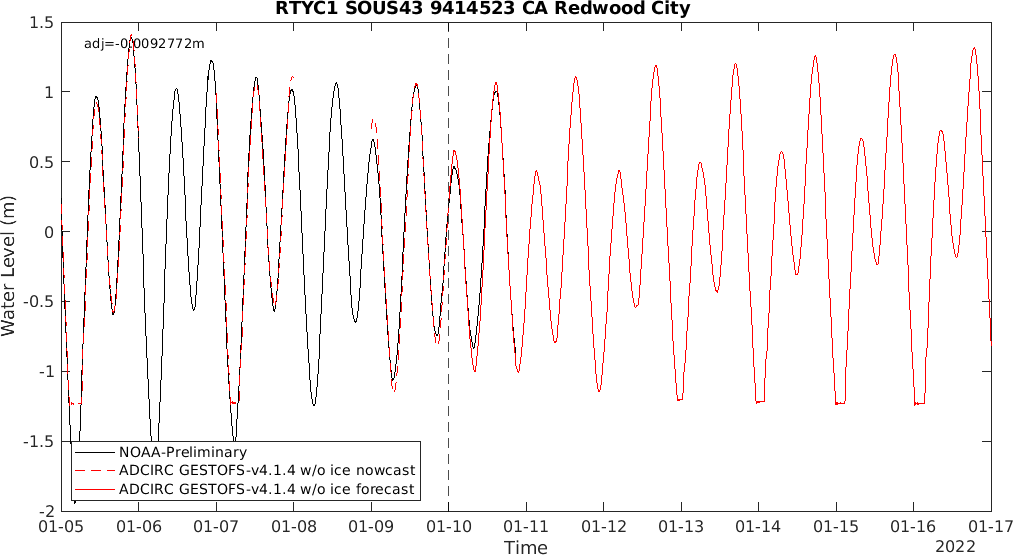 RTYC1 SOUS43 9414523 CA Redwood City
adj=-0.0092772m
1.5
1
0.5
0
-0.5
-1
-1.5
-2
Water Level (m)
NOAA-Preliminary
ADCIRC GESTOFS-v4.1.4 w/o ice nowcast
ADCIRC GESTOFS-v4.1.4 w/o ice forecast
01-05 01-06 01-07 01-08 01-09 01-10 01-11 01-12 01-13 01-14 01-15 01-16 01-17
Time
2022